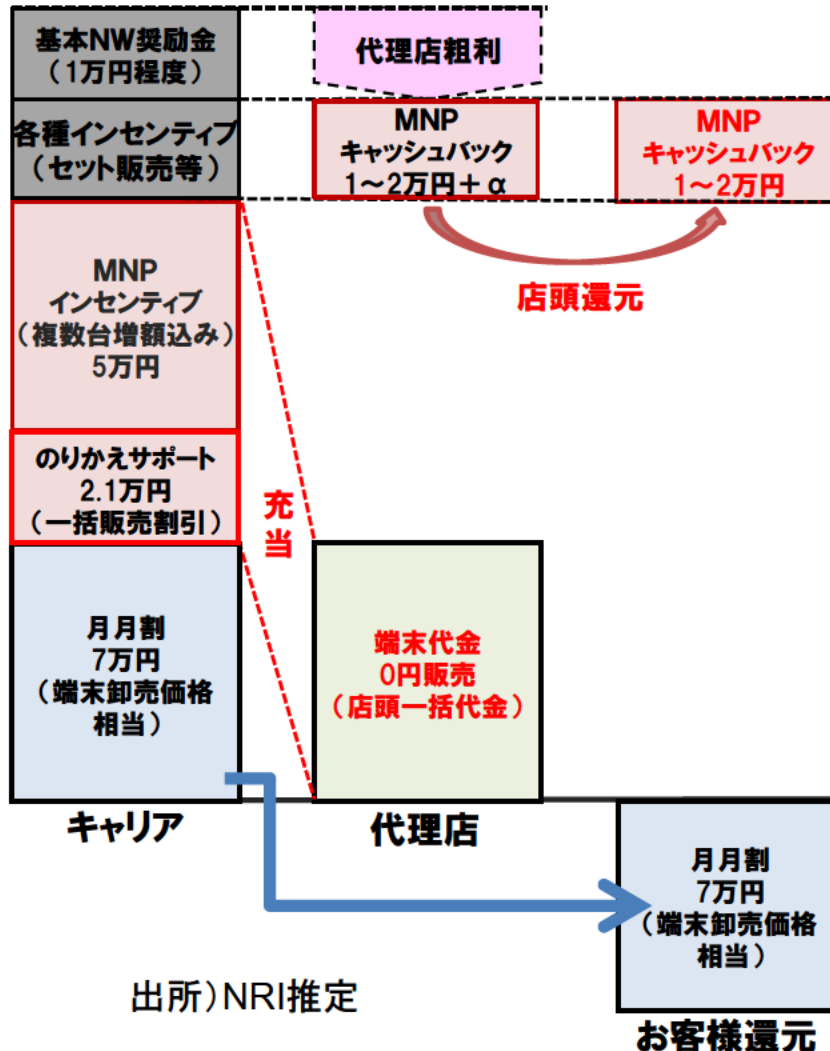 基本NW奨励金
（1万円程度）
代理店粗利
各種インセンティブ
（セット販売等）
MNP
キャッシュバック
1～2万円＋α
MNP
キャッシュバック
1～2万円
店頭還元
MNP
インセンティブ
（複数台増額込み）
5万円
のりかえサポート
2.1万円
（一括販売割引）
充当
月月割
7万円
（端末卸売価格
相当）
端末代金
0円販売
（店頭一括代金）
キャリア
代理店
月月割
7万円
（端末卸売価格
相当）
出所）NRI推定
お客様還元